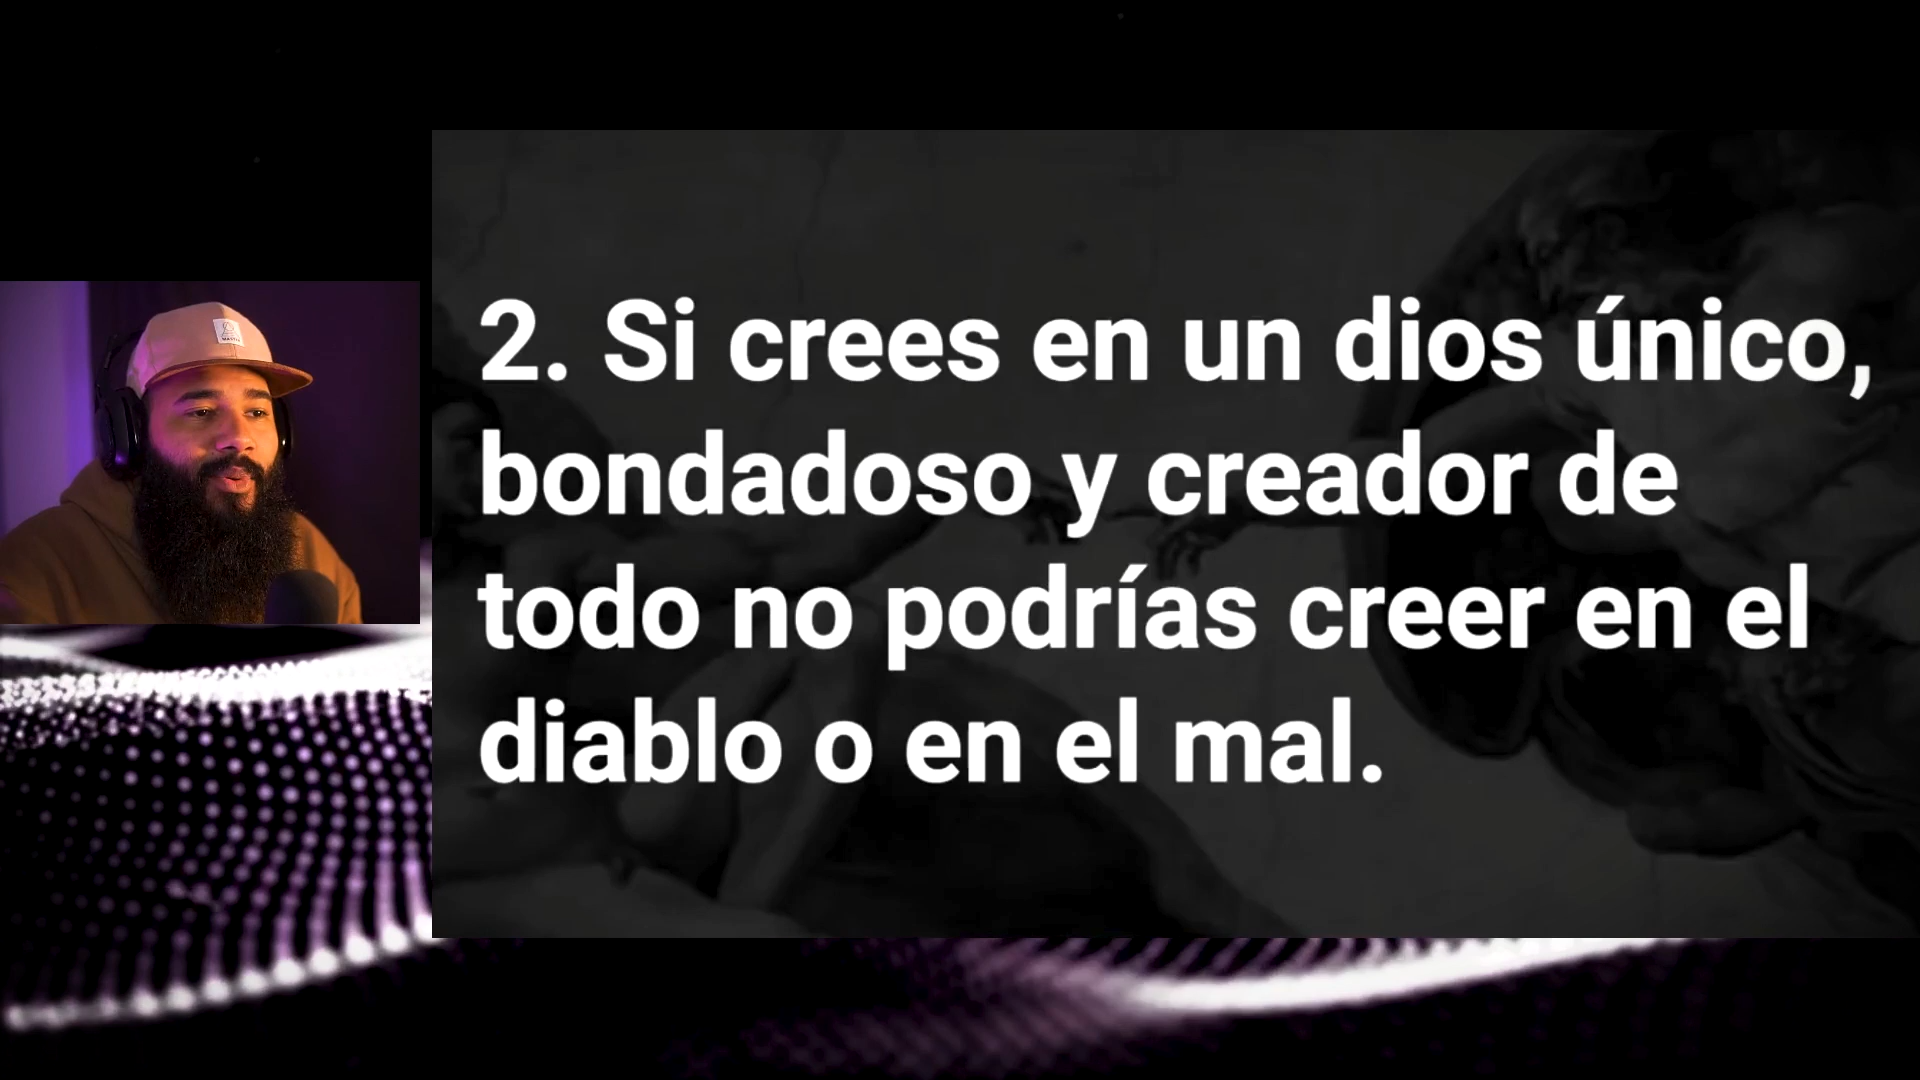 2. Si crees en un dios único,
bondadoso y creador de
todo no podrías creer en el
diablo o en el mal.